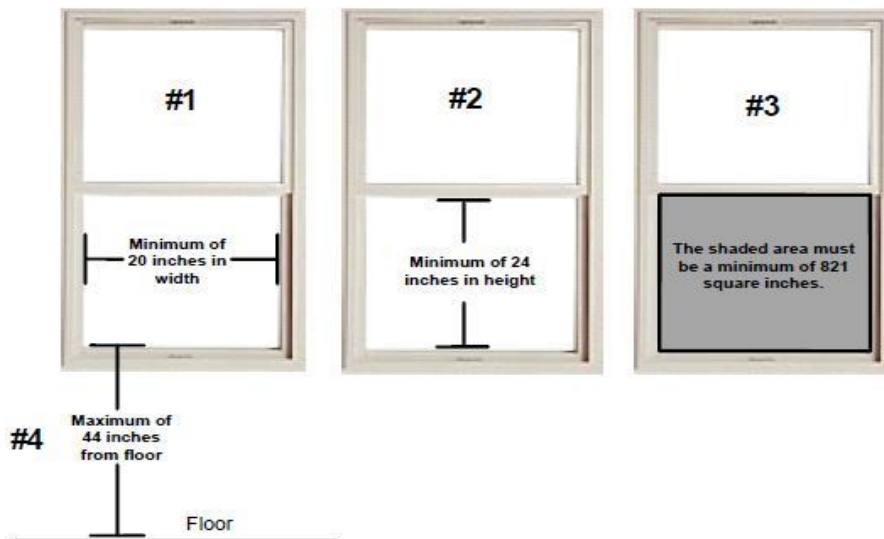 #1
#2
#3
Minimum of
20 inches in
width
Minimum of 24
inches in height
The shaded area must
be a minimum of 821
square inches.
#4
Maximum of
44 inches
from floor
Floor